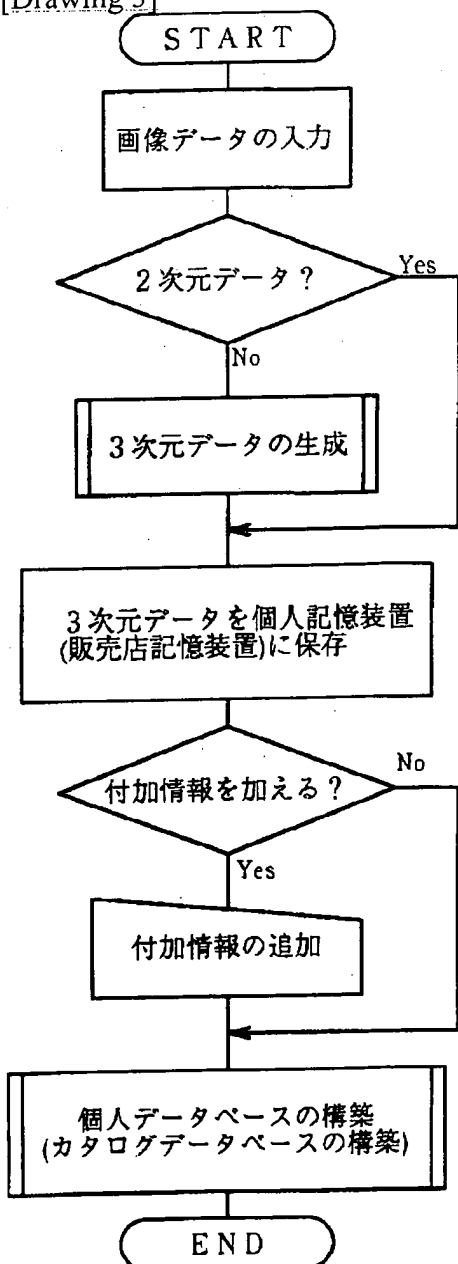 [Drawing 5]
START
画像データの入力
2次元データ?
Yes
No
3次元データの生成
3次元データを個人記憶装置
(販売店記憶装置)に保存
付加情報を加える?
No
Yes
付加情報の追加
個人データベースの構築
(カタログデータベースの構築)
END